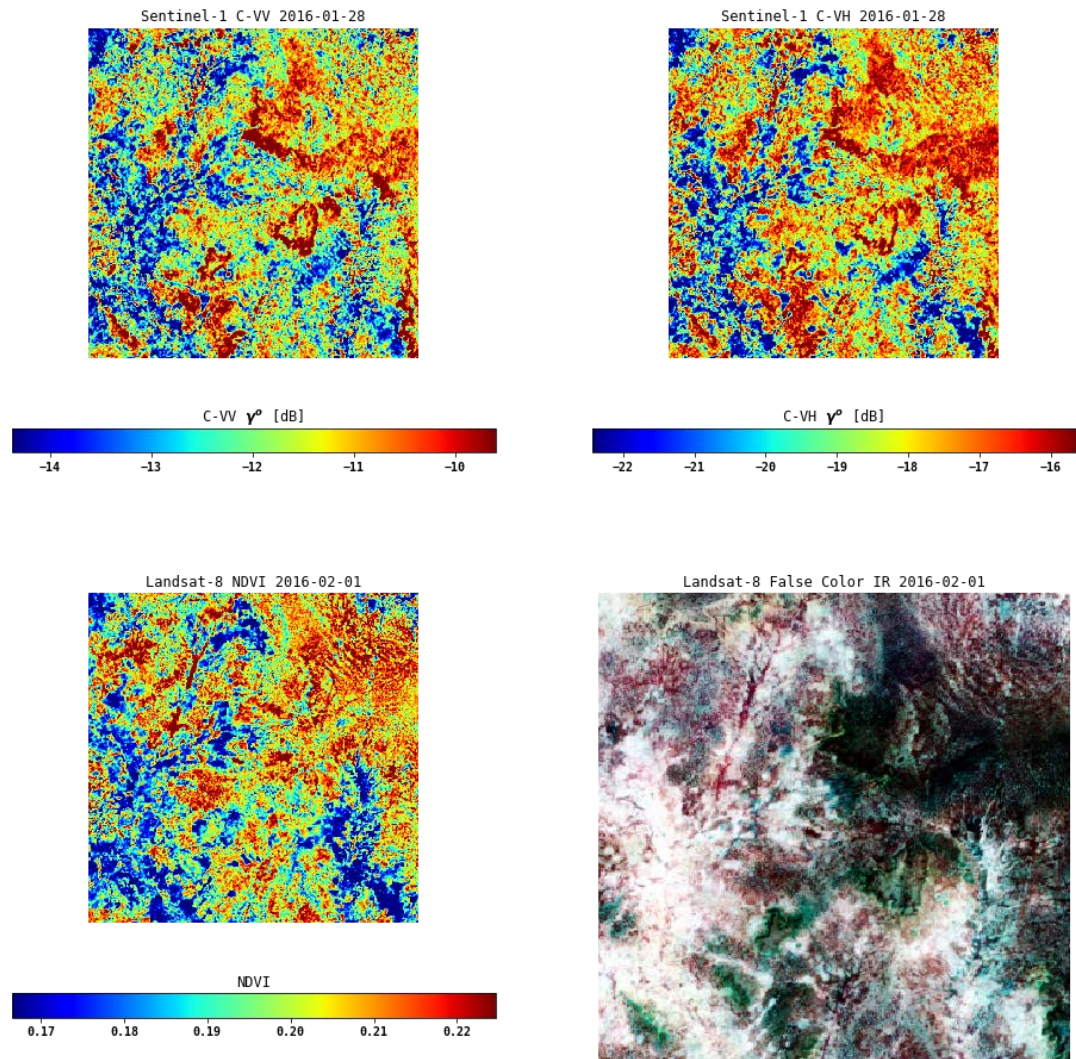 Sentinel-1 C-VV 2016-01-28
Sentinel-1 C-VH 2016-01-28
C-VV γº [dB]
C-VH γº [dB]
−14 −13 −12 −11 −10
−22 −21 −20 −19 −18 −17 −16
Landsat-8 NDVI 2016-02-01
Landsat-8 False Color IR 2016-02-01
NDVI
0.17 0.18 0.19 0.20 0.21 0.22